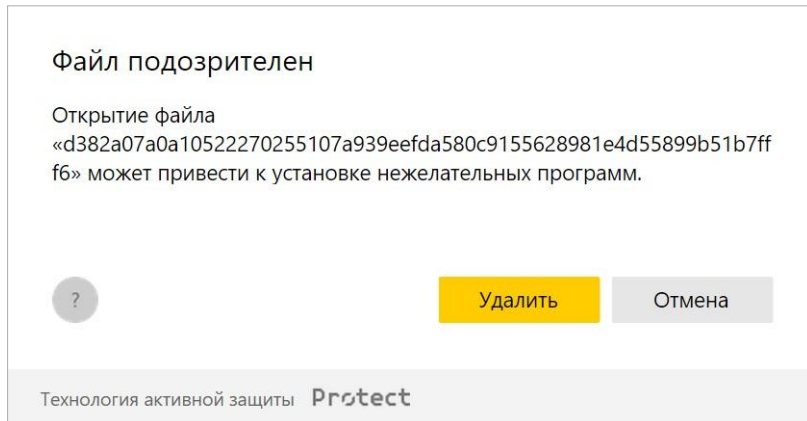 Файл подозрителен
Открытие файла
«d382a07a0a10522270255107a939eefda580c9155628981e4d55899b51b7ff
f6» может привести к установке нежелательных программ.
?
Удалить
Отмена
Технология активной защиты Protect